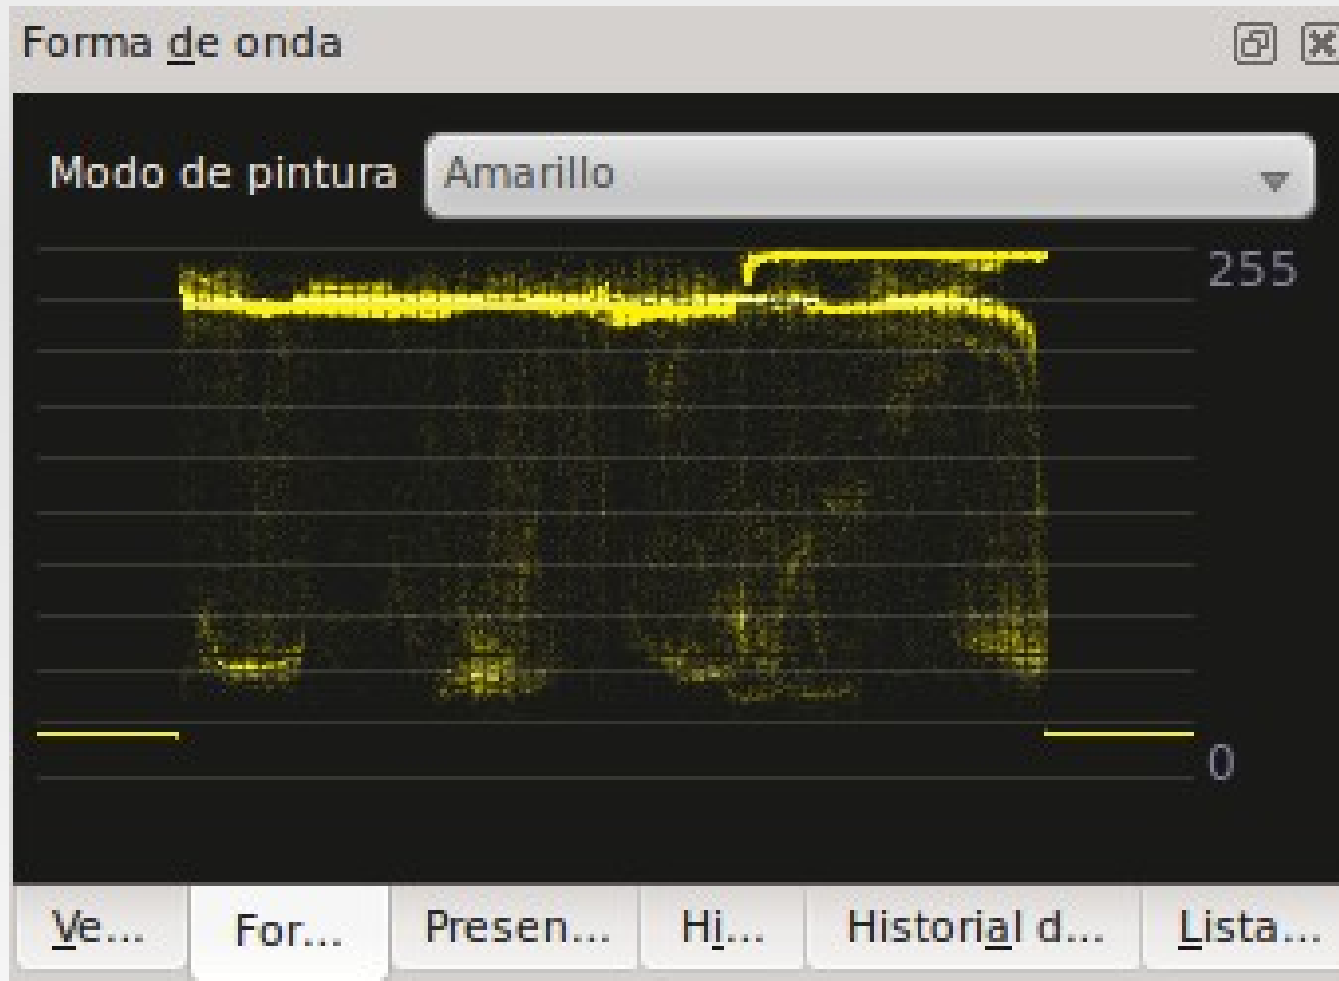 Forma de onda
Modo de pintura Amarillo
255
0
Ve... For... Presen... Hi... Historial d... Lista...